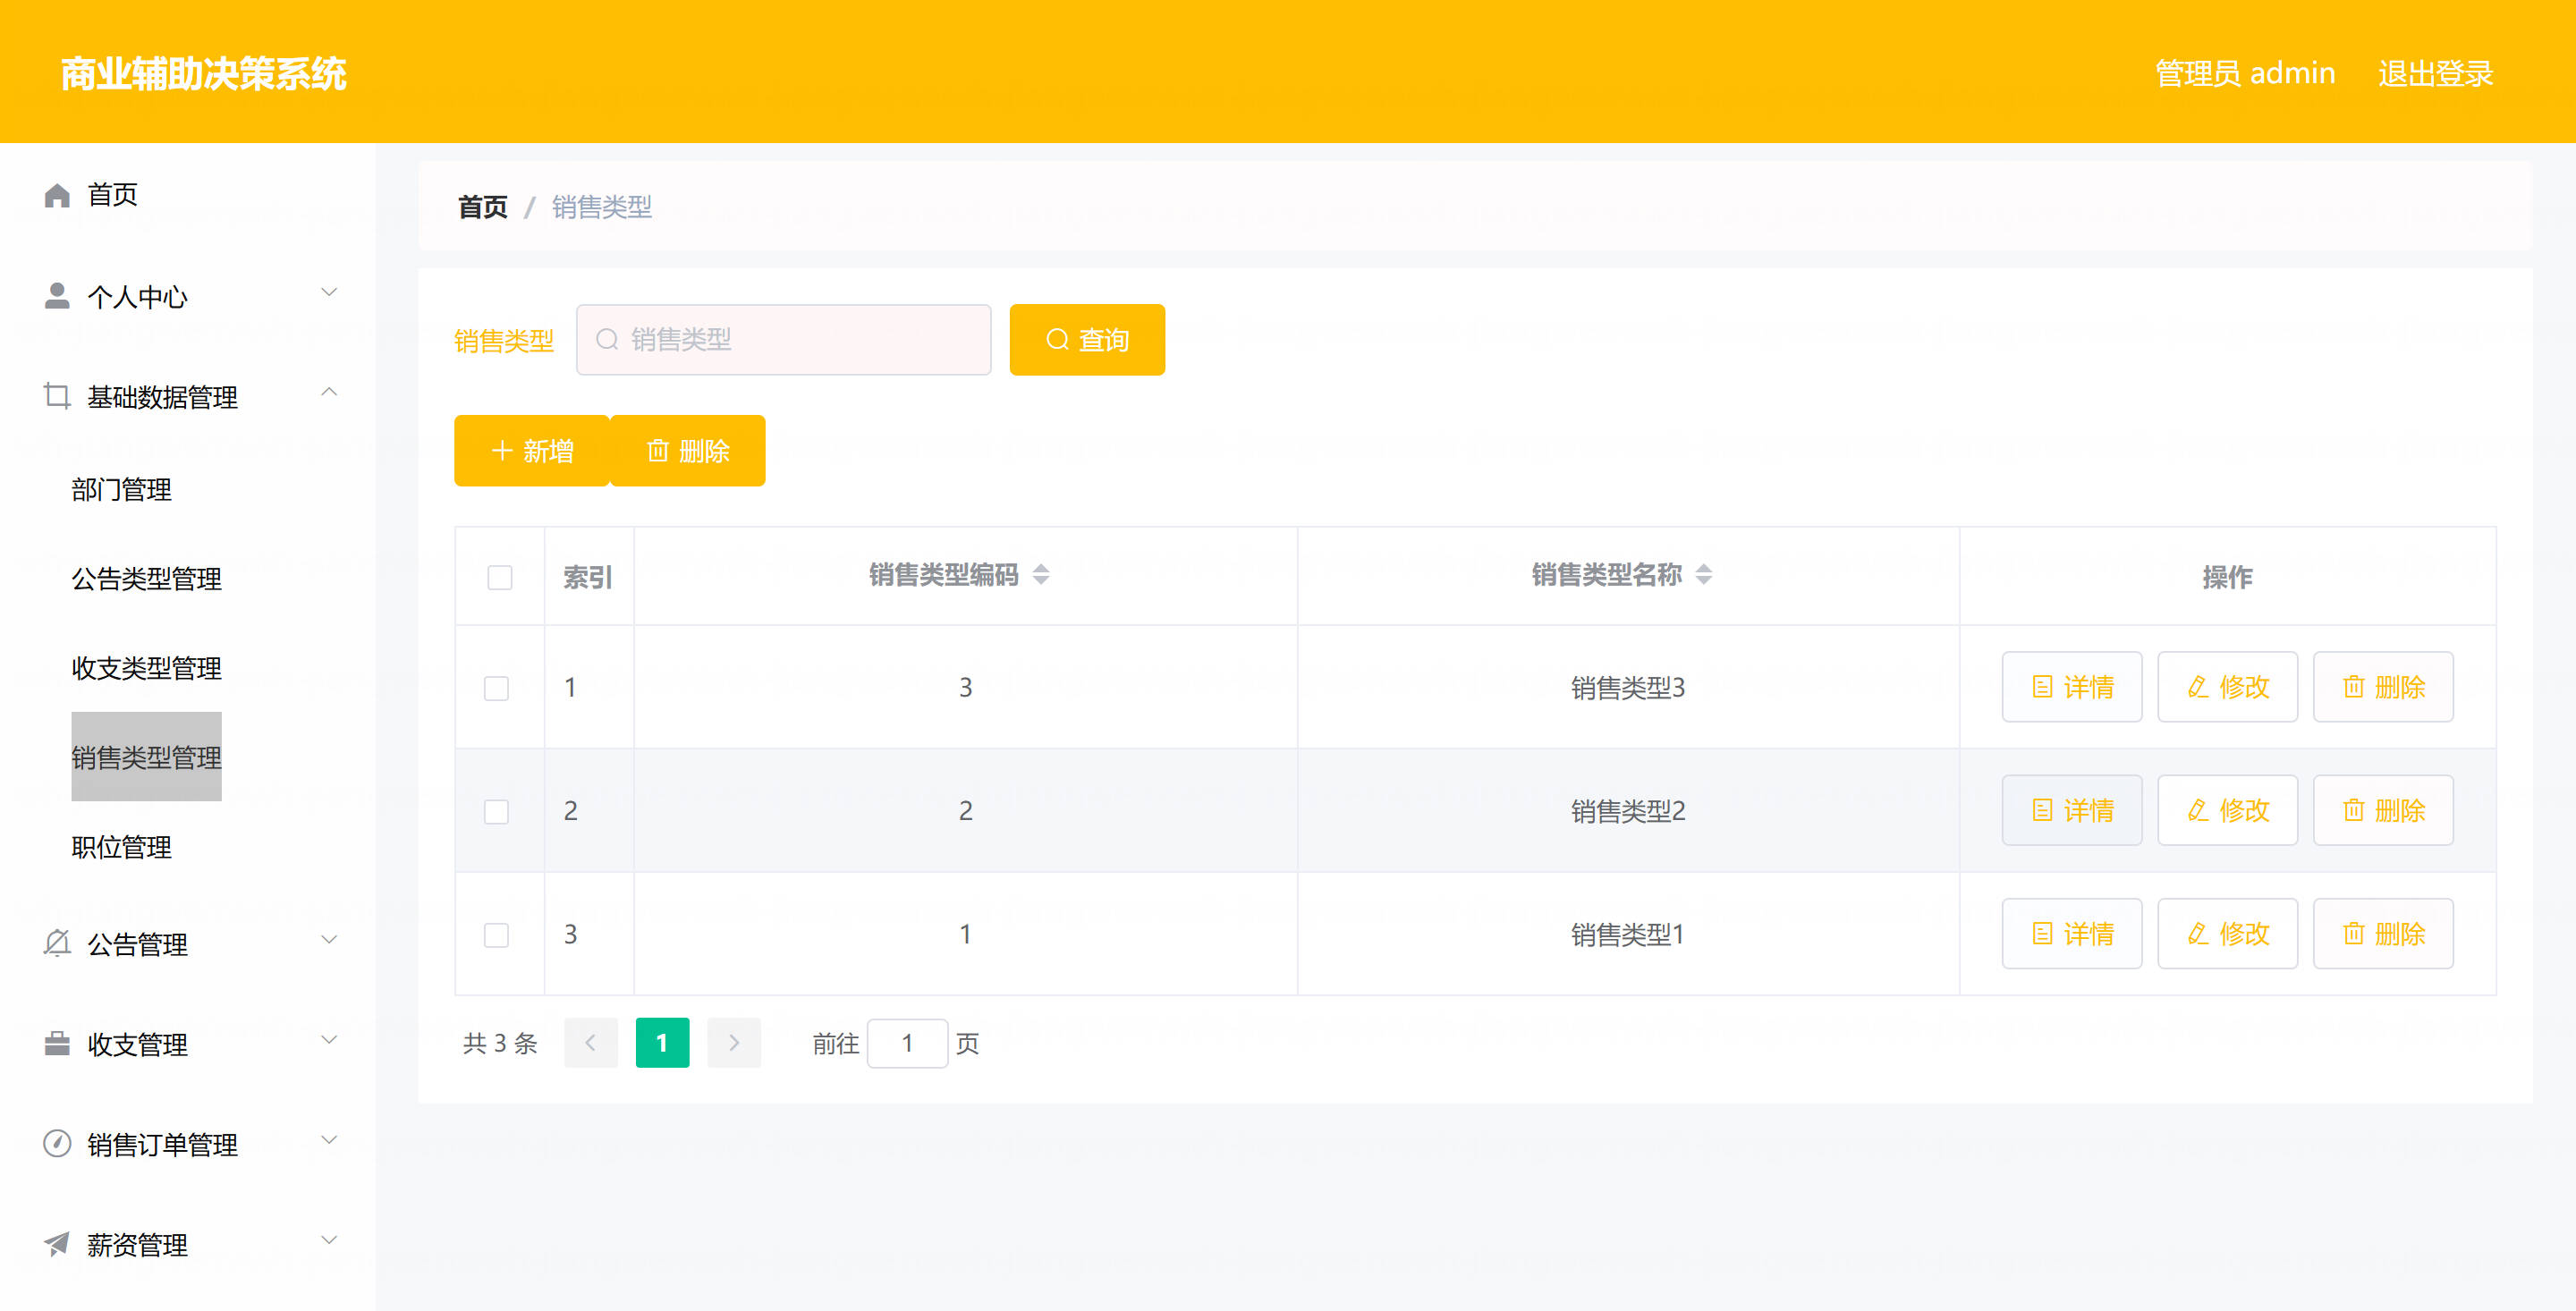 商业辅助决策系统
管理员 admin 退出登录
首页
个人中心
基础数据管理
部门管理
公告类型管理
收支类型管理
销售类型管理
职位管理
公告管理
收支管理
销售订单管理
薪资管理
首页 / 销售类型
销售类型 销售类型 查询
新增 删除
索引 销售类型编码 销售类型名称 操作
1 3 销售类型3 详情 修改 删除
2 2 销售类型2 详情 修改 删除
3 1 销售类型1 详情 修改 删除
共 3 条 1 前往 1 页